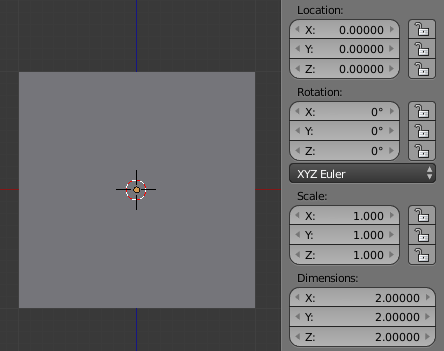 Location:
X: 0.00000
Y: 0.00000
Z: 0.00000
Rotation:
X: 0°
Y: 0°
Z: 0°
XYZ Euler
Scale:
X: 1.000
Y: 1.000
Z: 1.000
Dimensions:
X: 2.00000
Y: 2.00000
Z: 2.00000